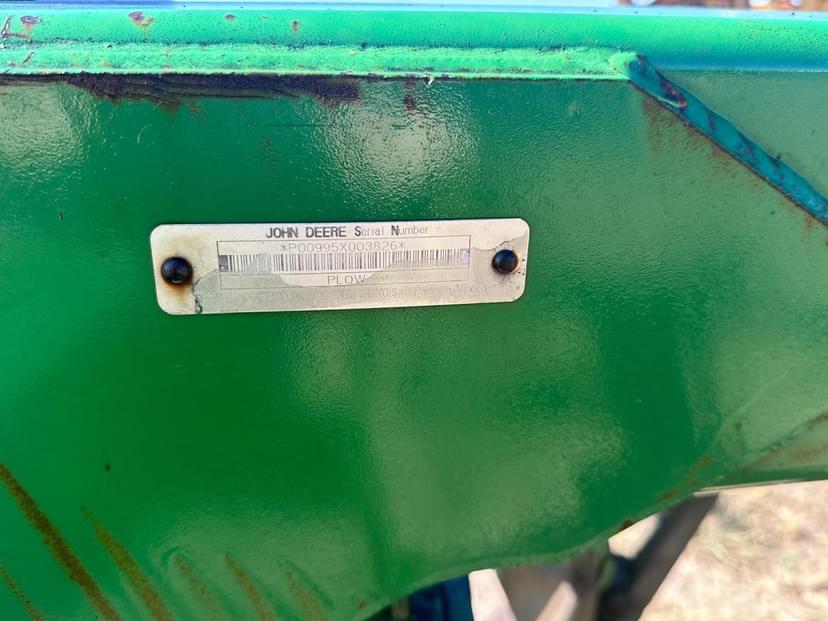 JOHN DEERE Serial Number
*P00995X003826*
PLOW
Made in Mexico